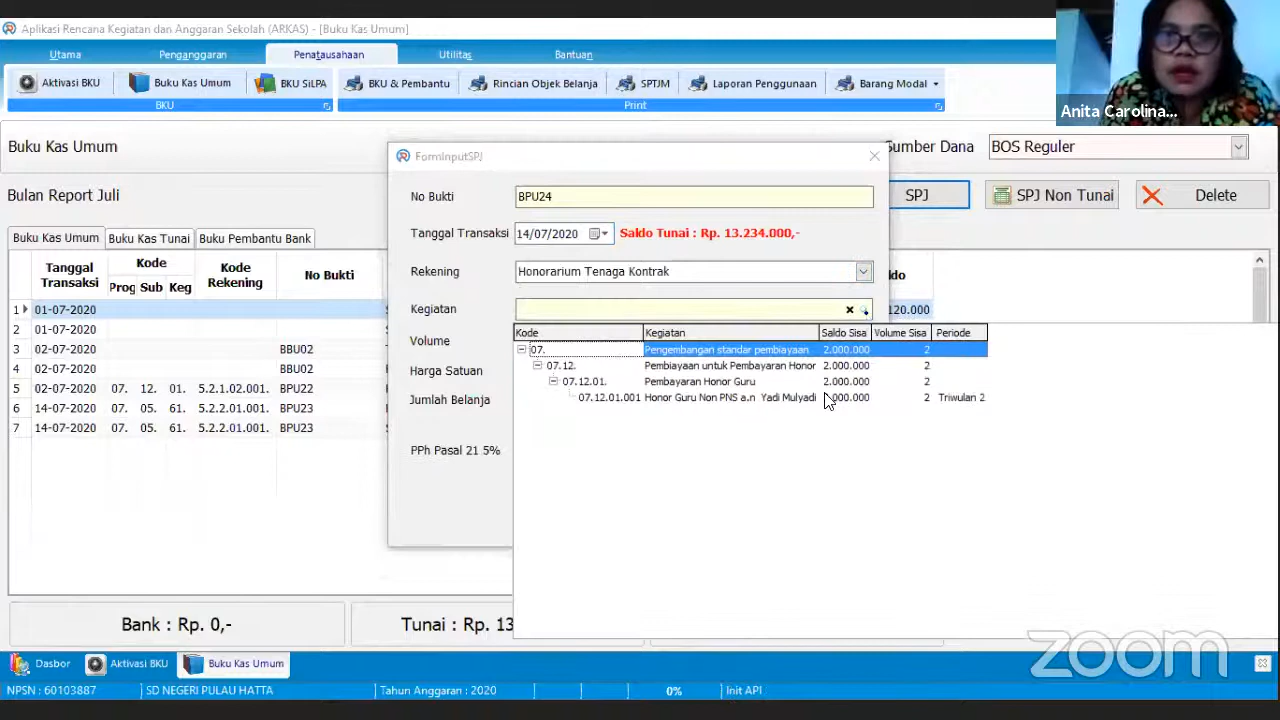 Aplikasi Rencana Kegiatan dan Anggaran Sekolah (ARKAS) - [Buku Kas Umum]
Utama Penganggaran Penatausahaan Utilitas Bantuan
Aktivasi BKU Buku Kas Umum BKU SiLPA BKU & Pembantu Rincian Objek Belanja SPTJM Laporan Penggunaan Barang Modal
BKU Print
Anita Carolina...
Buku Kas Umum
Sumber Dana BOS Reguler
Bulan Report Juli
SPJ SPJ Non Tunai Delete
Buku Kas Umum Buku Kas Tunai Buku Pembantu Bank
Tanggal Transaksi Kode Prog Sub Keg Kode Rekening No Bukti
1 01-07-2020 120.000
2 01-07-2020
3 02-07-2020 BBU02
4 02-07-2020 BBU02
5 02-07-2020 07. 12. 01. 5.2.1.02.001. BPU22
6 14-07-2020 07. 05. 61. 5.2.2.01.001. BPU23
7 14-07-2020 07. 05. 61. 5.2.2.01.001. BPU23
FormInputSPJ
No Bukti BPU24
Tanggal Transaksi 14/07/2020 Saldo Tunai : Rp. 13.234.000,-
Rekening Honorarium Tenaga Kontrak
Kegiatan
Volume
Harga Satuan
Jumlah Belanja
PPh Pasal 21 5%
Kode Kegiatan Saldo Sisa Volume Sisa Periode
07. Pengembangan standar pembiayaan 2.000.000 2
07.12. Pembiayaan untuk Pembayaran Honor 2.000.000 2
07.12.01. Pembayaran Honor Guru 2.000.000 2
07.12.01.001 Honor Guru Non PNS a.n Yadi Mulyadi 000.000 2 Triwulan 2
Bank : Rp. 0,- Tunai : Rp. 13
zoom
Dasbor Aktivasi BKU Buku Kas Umum
NPSN : 60103887 SD NEGERI PULAU HATTA Tahun Anggaran : 2020 0% Init API